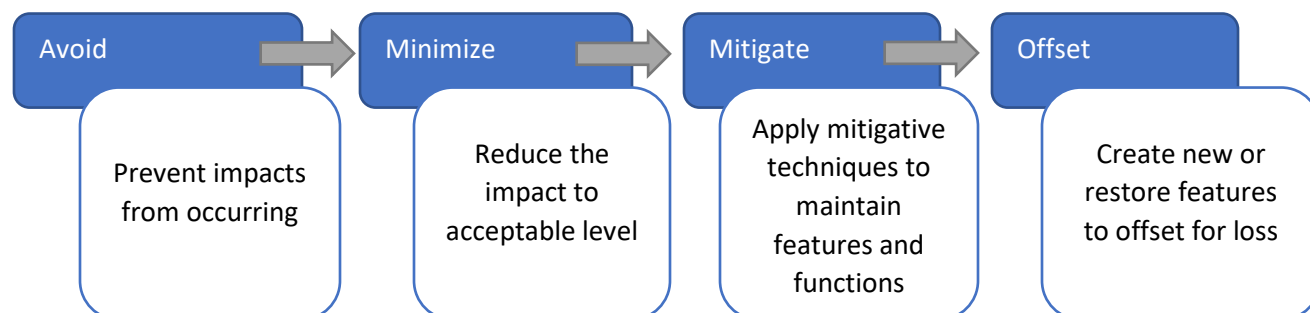 Avoid
Prevent impacts
from occurring
Minimize
Reduce the
impact to
acceptable level
Mitigate
Apply mitigative
techniques to
maintain
features and
functions
Offset
Create new or
restore features
to offset for loss